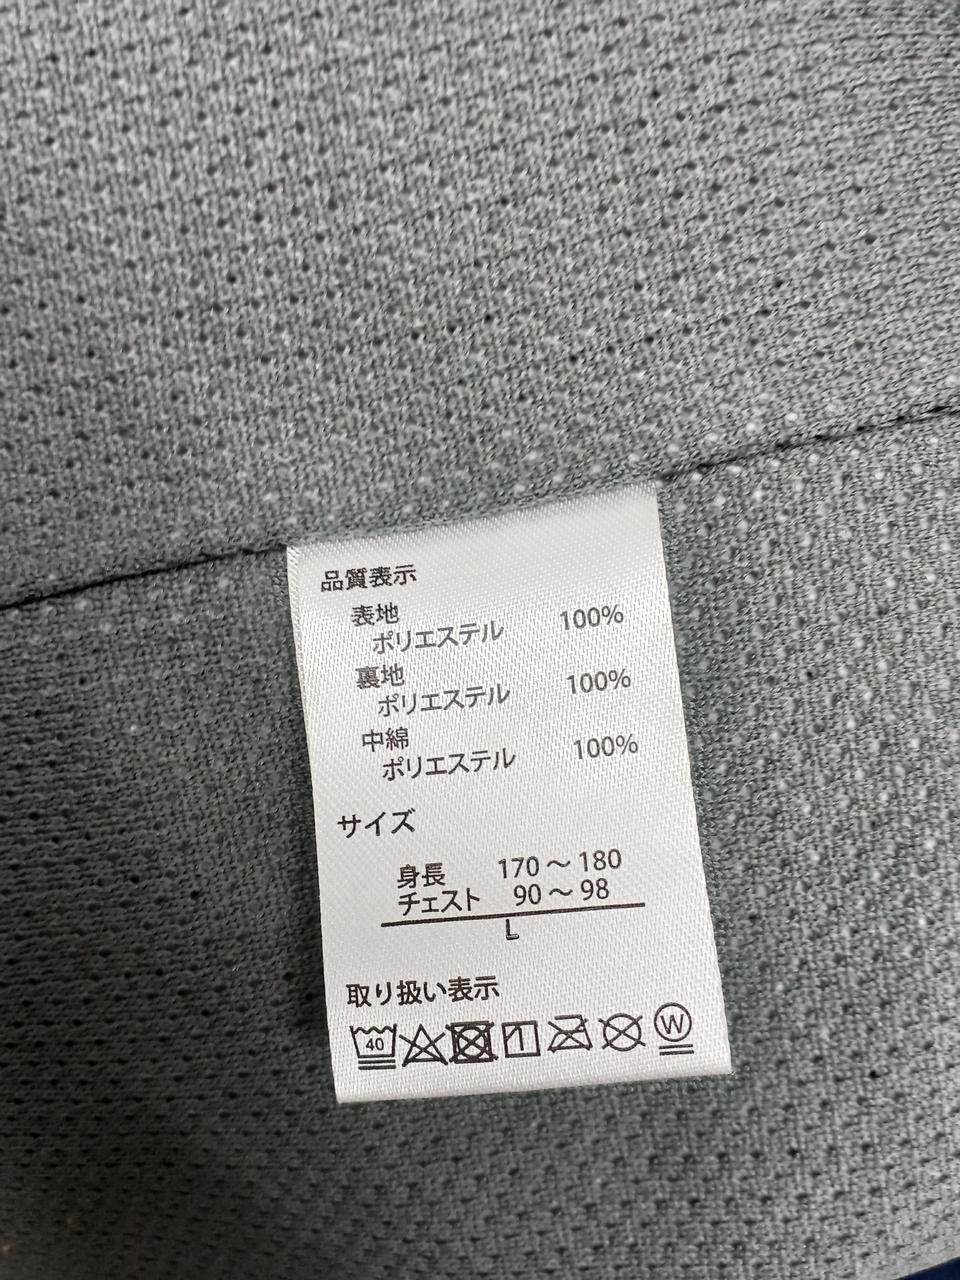 品質表示
表地
ポリエステル 100%
裏地
ポリエステル 100%
中綿
ポリエステル 100%
サイズ
身長 170～180
チェスト 90～98
L
取り扱い表示
40 W